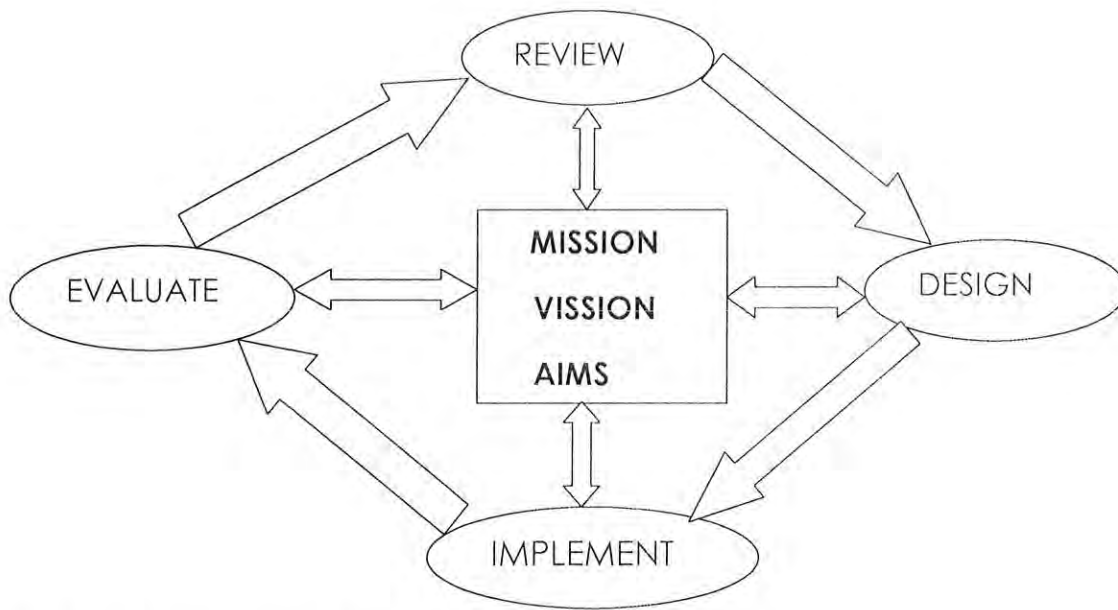 REVIEW
MISSION
EVALUATE
DESIGN
VISSION
AIMS
IMPLEMENT